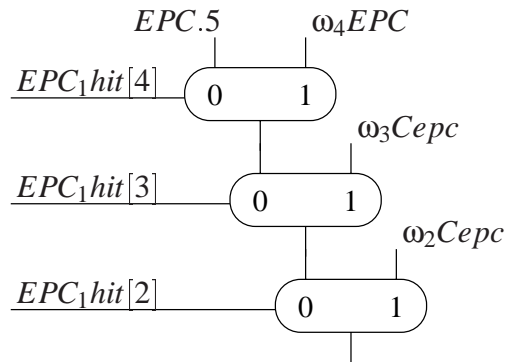 EPC.5 ω₄EPC
EPC₁hit[4]
0 1
ω₃Cepc
EPC₁hit[3]
0 1
ω₂Cepc
EPC₁hit[2]
0 1